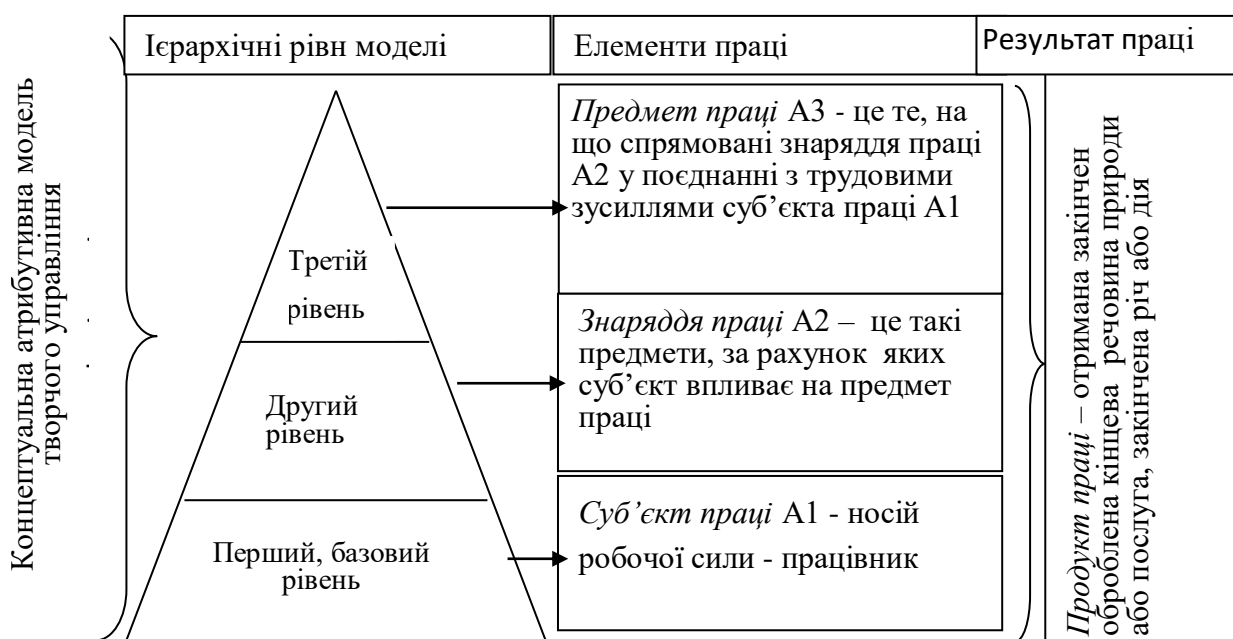 Концептуальна атрибутивна модель
творчого управління
Ієрархічні рівн моделі
Елементи праці
Результат праці
Третій
рівень
Другий
рівень
Перший, базовий
рівень
Предмет праці А3 - це те, на
що спрямовані знаряддя праці
А2 у поєднанні з трудовими
зусиллями суб’єкта праці А1
Знаряддя праці А2 – це такі
предмети, за рахунок яких
суб’єкт впливає на предмет
праці
Суб’єкт праці А1 - носій
робочої сили - працівник
Продукт праці – отримана закінчен
оброблена кінцева речовина природи
або послуга, закінчена річ або дія